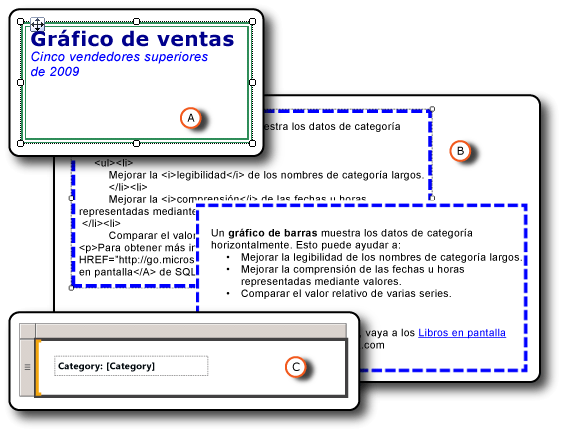 Gráfico de ventas
Cinco vendedores superiores
de 2009
A
estra los datos de categoría
B
<ul><li>
Mejorar la <i>legibilidad</i> de los nombres de categoría largos.
</li><li>
Mejorar la <i>comprensión</i> de las fechas u horas
representadas mediante
</li><li>
Comparar el valor
<p>Para obtener más in
HREF="http://go.micros
en pantalla</A> de SQL
Un gráfico de barras muestra los datos de categoría
horizontalmente. Esto puede ayudar a:
• Mejorar la legibilidad de los nombres de categoría largos.
• Mejorar la comprensión de las fechas u horas
representadas mediante valores.
• Comparar el valor relativo de varias series.
, vaya a los Libros en pantalla
.com
Category: [Category]
C